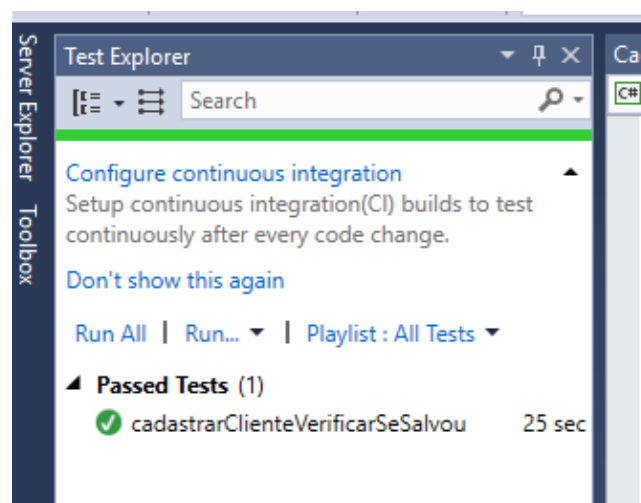 Server Explorer
Toolbox
Test Explorer
Ca
Search
C#
Configure continuous integration
Setup continuous integration(CI) builds to test
continuously after every code change.
Don't show this again
Run All | Run... | Playlist : All Tests
Passed Tests (1)
cadastrarClienteVerificarSeSalvou 25 sec